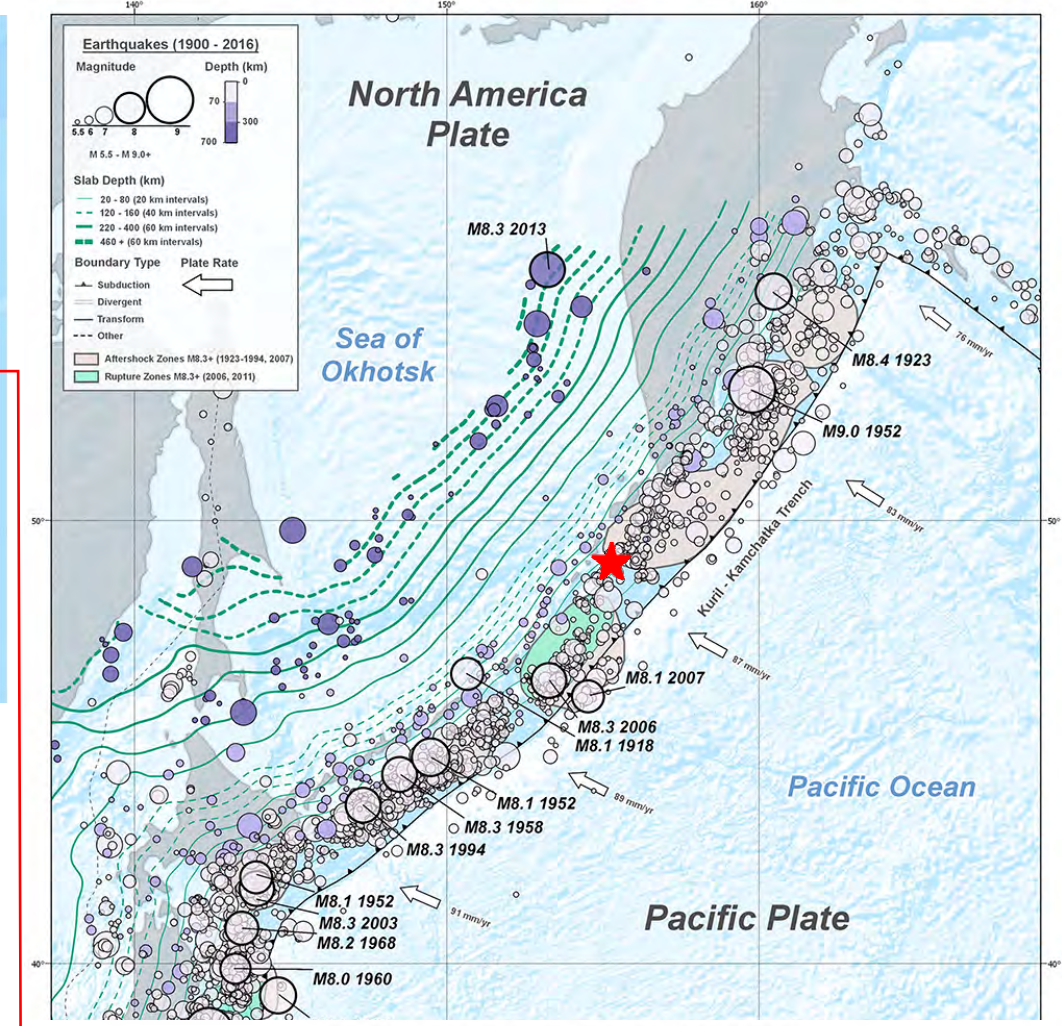 140°
150°
160°
Earthquakes (1900 - 2016)
Magnitude
Depth (km)
0
70
300
700
5.5 6 7 8 9
M 5.5 - M 9.0+
Slab Depth (km)
20 - 80 (20 km intervals)
120 - 160 (40 km intervals)
220 - 400 (60 km intervals)
460 + (60 km intervals)
Boundary Type
Plate Rate
Subduction
Divergent
Transform
Other
Aftershock Zones M8.3+ (1923-1994, 2007)
Rupture Zones M8.3+ (2006, 2011)
North America
Plate
M8.3 2013
Sea of
Okhotsk
76 mm/yr
M8.4 1923
M9.0 1952
83 mm/yr
50°
50°
Kuril - Kamchatka Trench
87 mm/yr
M8.1 2007
M8.3 2006
M8.1 1918
Pacific Ocean
89 mm/yr
M8.1 1952
M8.3 1958
M8.3 1994
M8.1 1952
91 mm/yr
M8.3 2003
M8.2 1968
Pacific Plate
40°
40°
M8.0 1960